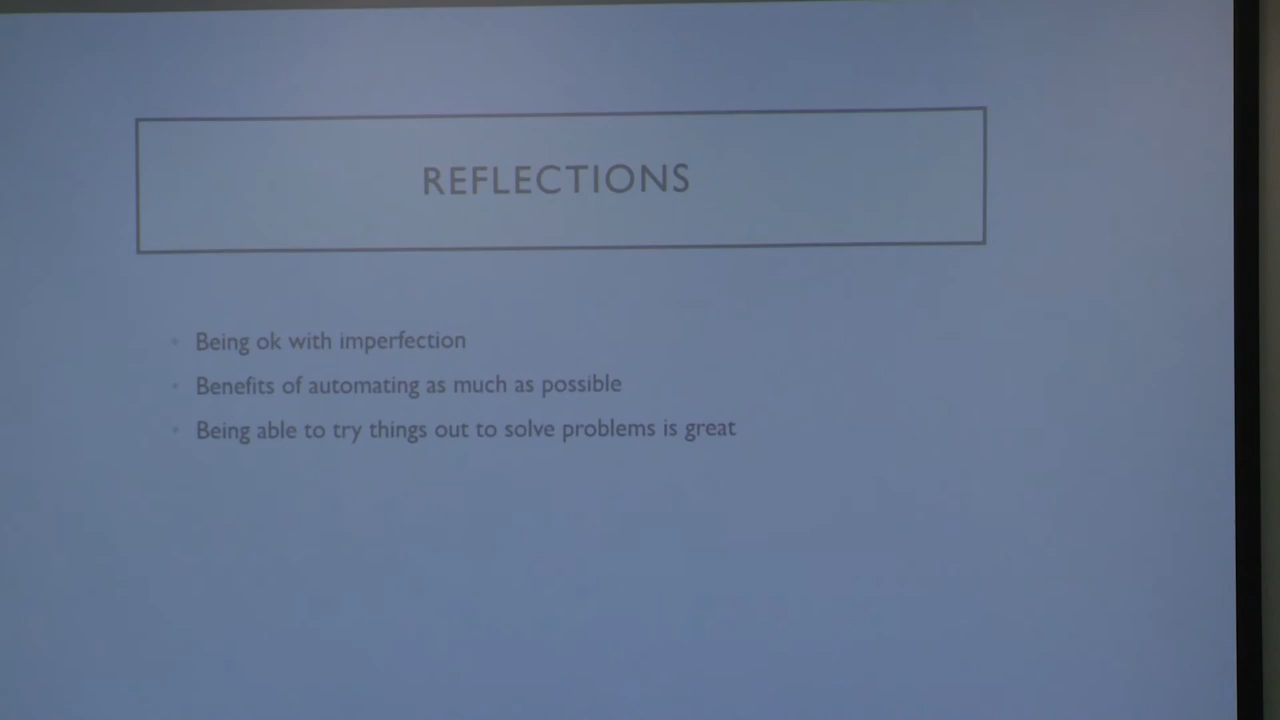 REFLECTIONS
• Being ok with imperfection
• Benefits of automating as much as possible
• Being able to try things out to solve problems is great